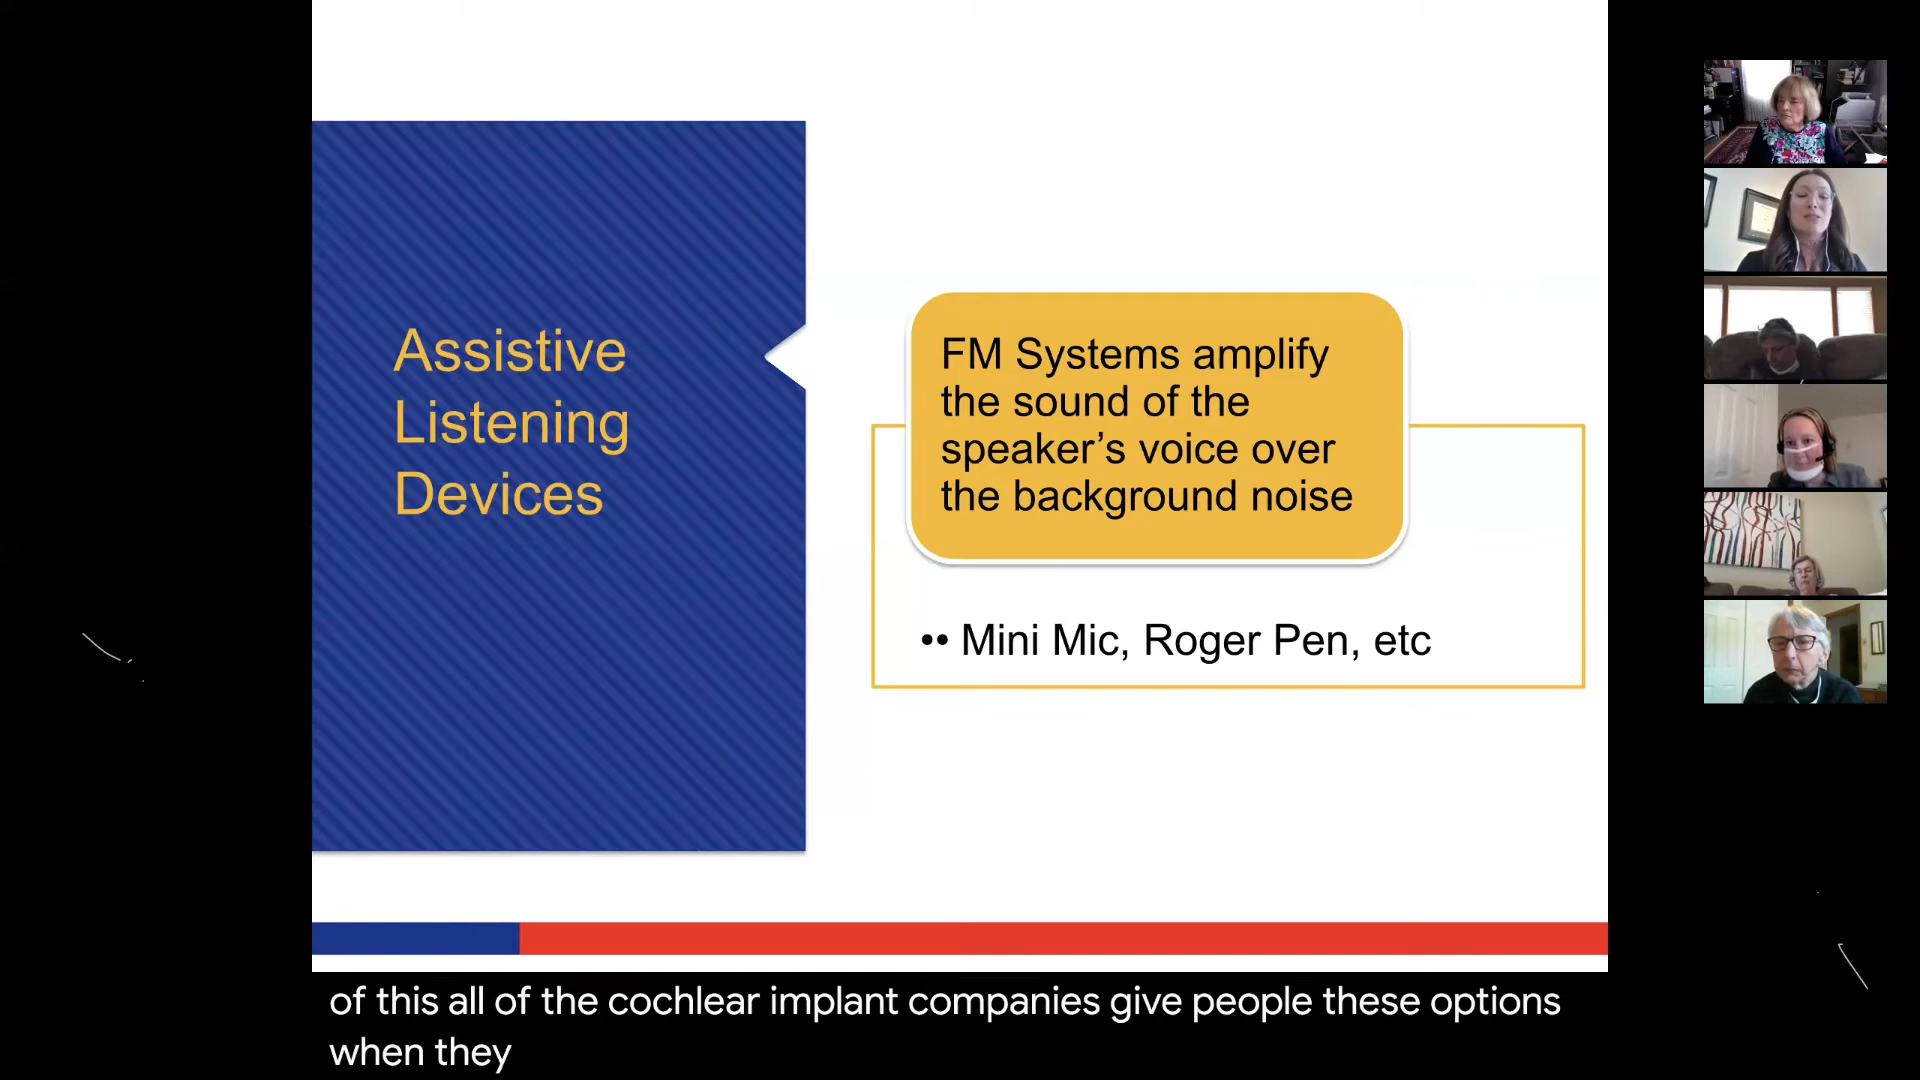 Assistive
Listening
Devices
FM Systems amplify
the sound of the
speaker’s voice over
the background noise
•• Mini Mic, Roger Pen, etc
of this all of the cochlear implant companies give people these options
when they